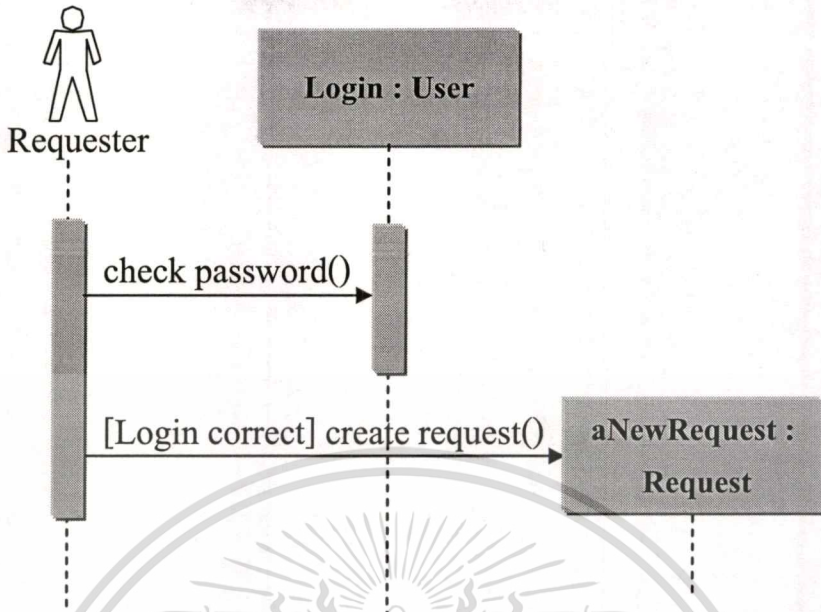 Login : User
Requester
check password()
[Login correct] create request()
aNewRequest :
Request